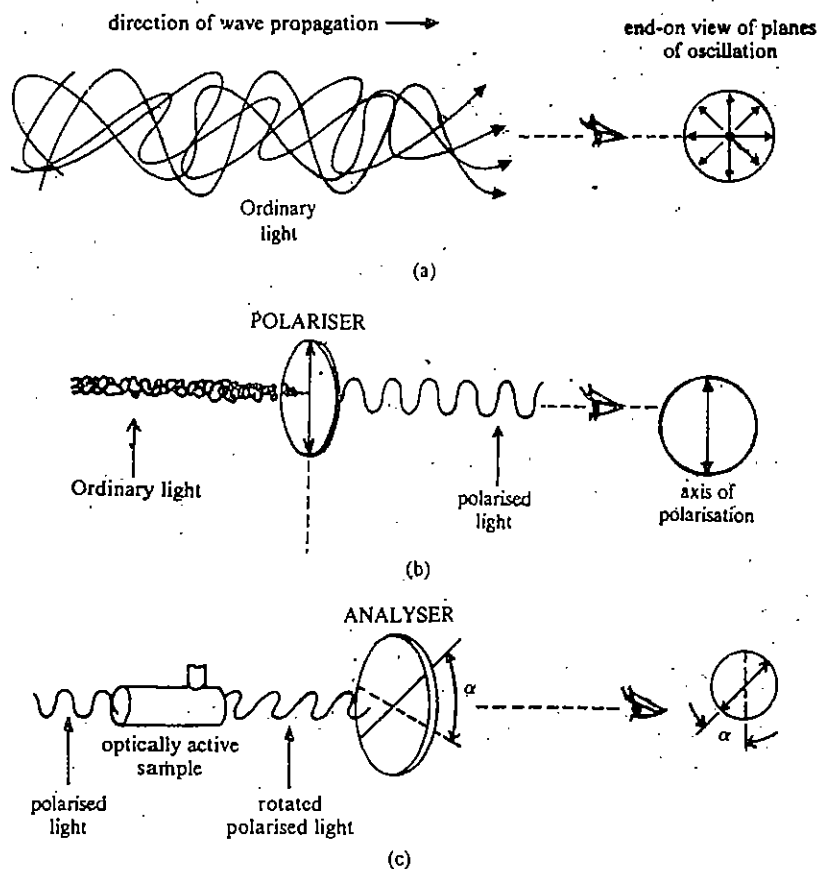 direction of wave propagation
end-on view of planes
of oscillation
Ordinary
light
(a)
POLARISER
Ordinary light
polarised
light
axis of
polarisation
(b)
ANALYSER
α
α
optically active
sample
polarised
light
rotated
polarised light
(c)